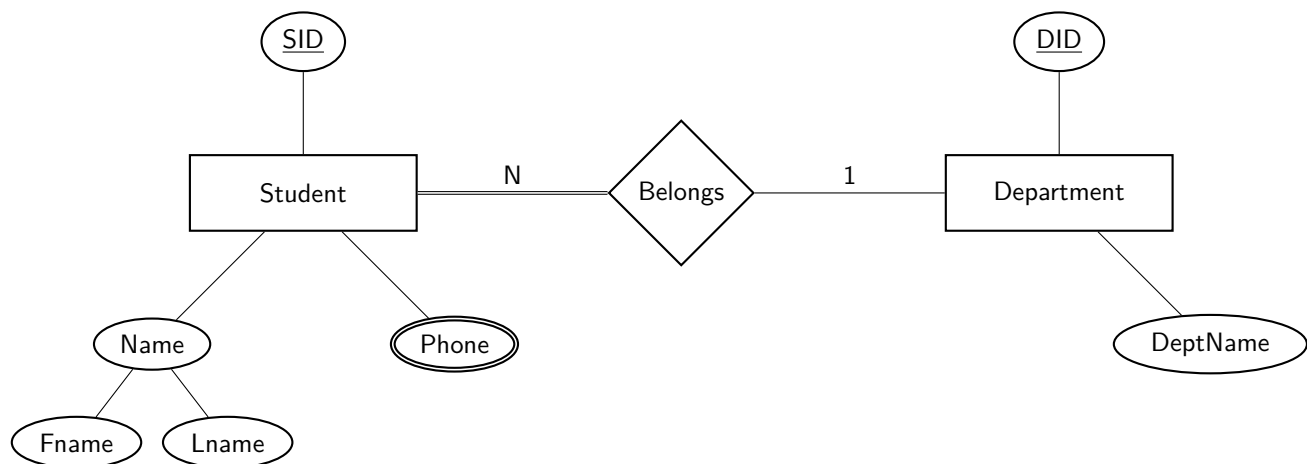 SID
DID
Student
N
Belongs
1
Department
Name
Phone
DeptName
Fname
Lname